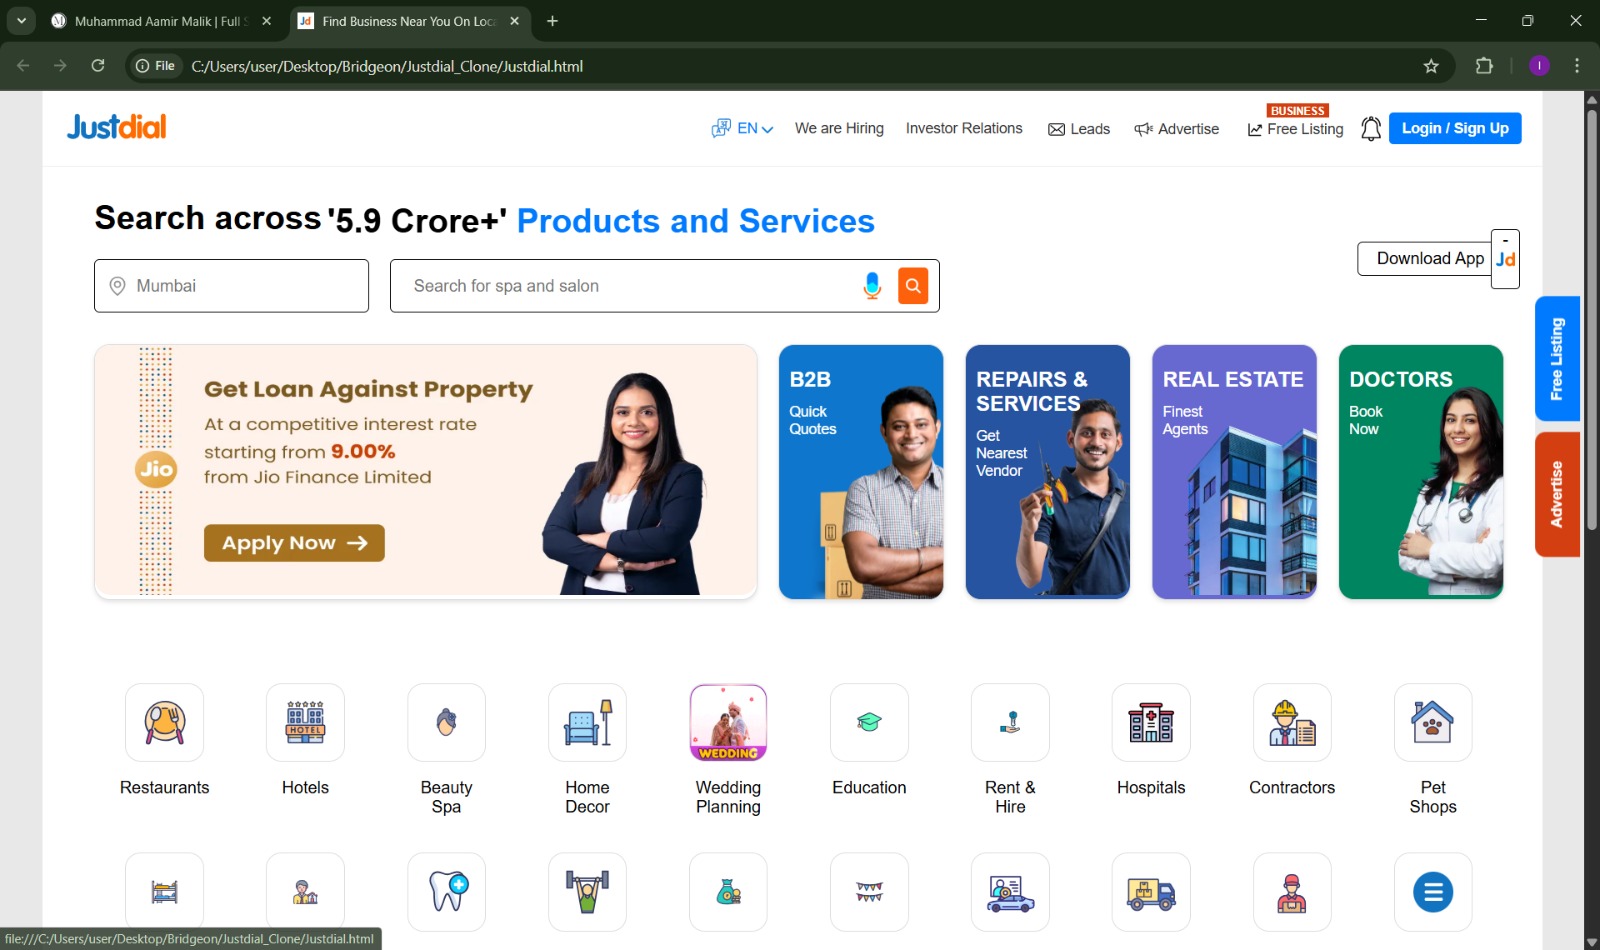 Muhammad Aamir Malik | Full S
Find Business Near You On Loca
File
C:/Users/user/Desktop/Bridgeon/Justdial_Clone/Justdial.html
I
Justdial
EN
We are Hiring
Investor Relations
Leads
Advertise
BUSINESS
Free Listing
Login / Sign Up
Search across '5.9 Crore+' Products and Services
Mumbai
Search for spa and salon
Download App
Jd
Free Listing
Advertise
Jio
Get Loan Against Property
At a competitive interest rate
starting from 9.00%
from Jio Finance Limited
Apply Now →
B2B
Quick
Quotes
REPAIRS &
SERVICES
Get
Nearest
Vendor
REAL ESTATE
Finest
Agents
DOCTORS
Book
Now
HOTEL
WEDDING
Restaurants
Hotels
Beauty
Spa
Home
Decor
Wedding
Planning
Education
Rent &
Hire
Hospitals
Contractors
Pet
Shops
file:///C:/Users/user/Desktop/Bridgeon/Justdial_Clone/Justdial.html